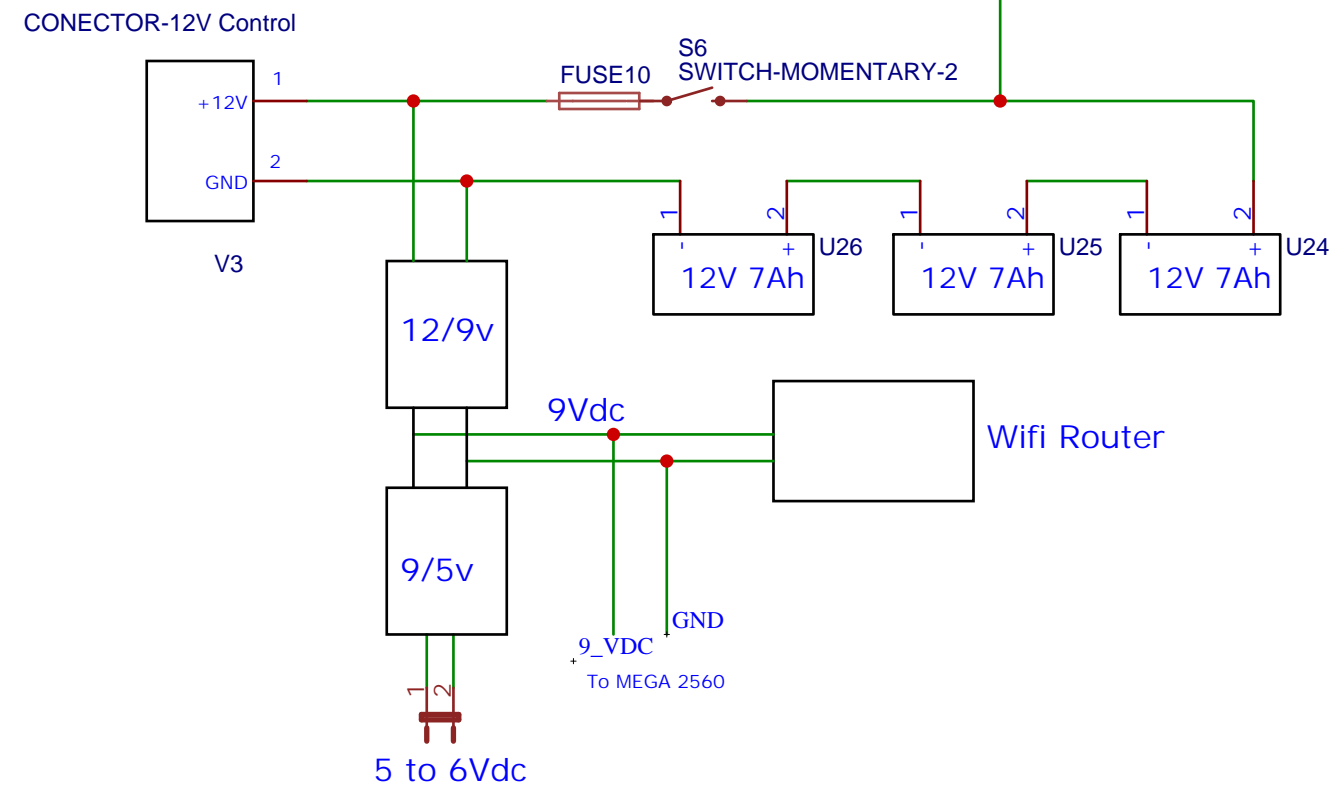 CONECTOR-12V Control
S6
FUSE10 SWITCH-MOMENTARY-2
1
+12V
2
GND
V3
1 2 1 2 1 2
- + U26 - + U25 - + U24
12V 7Ah 12V 7Ah 12V 7Ah
12/9v
9Vdc
Wifi Router
9/5v
GND
9_VDC
To MEGA 2560
1 2
5 to 6Vdc